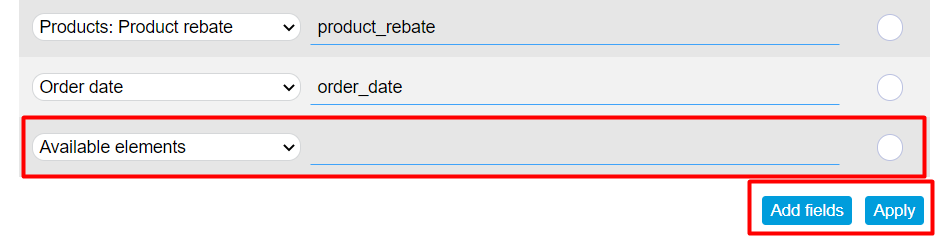 Products: Product rebate product_rebate
Order date order_date
Available elements
Add fields Apply